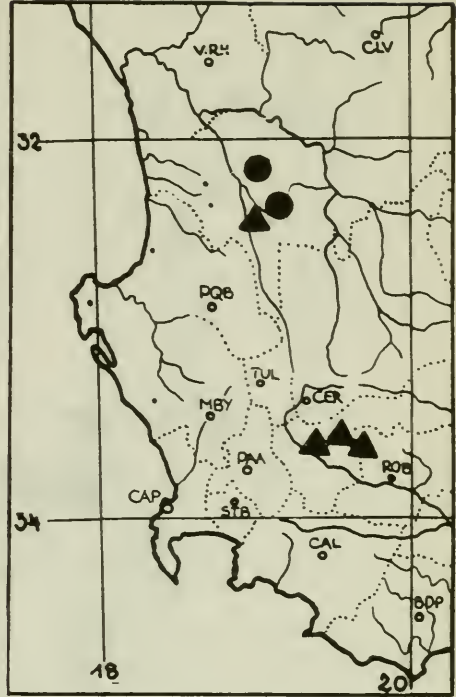 V.RH
CLV
32
PQB
TUL
CER
MBY
PAA
ROB
CAP
STB
34
CAL
BDP
18
20